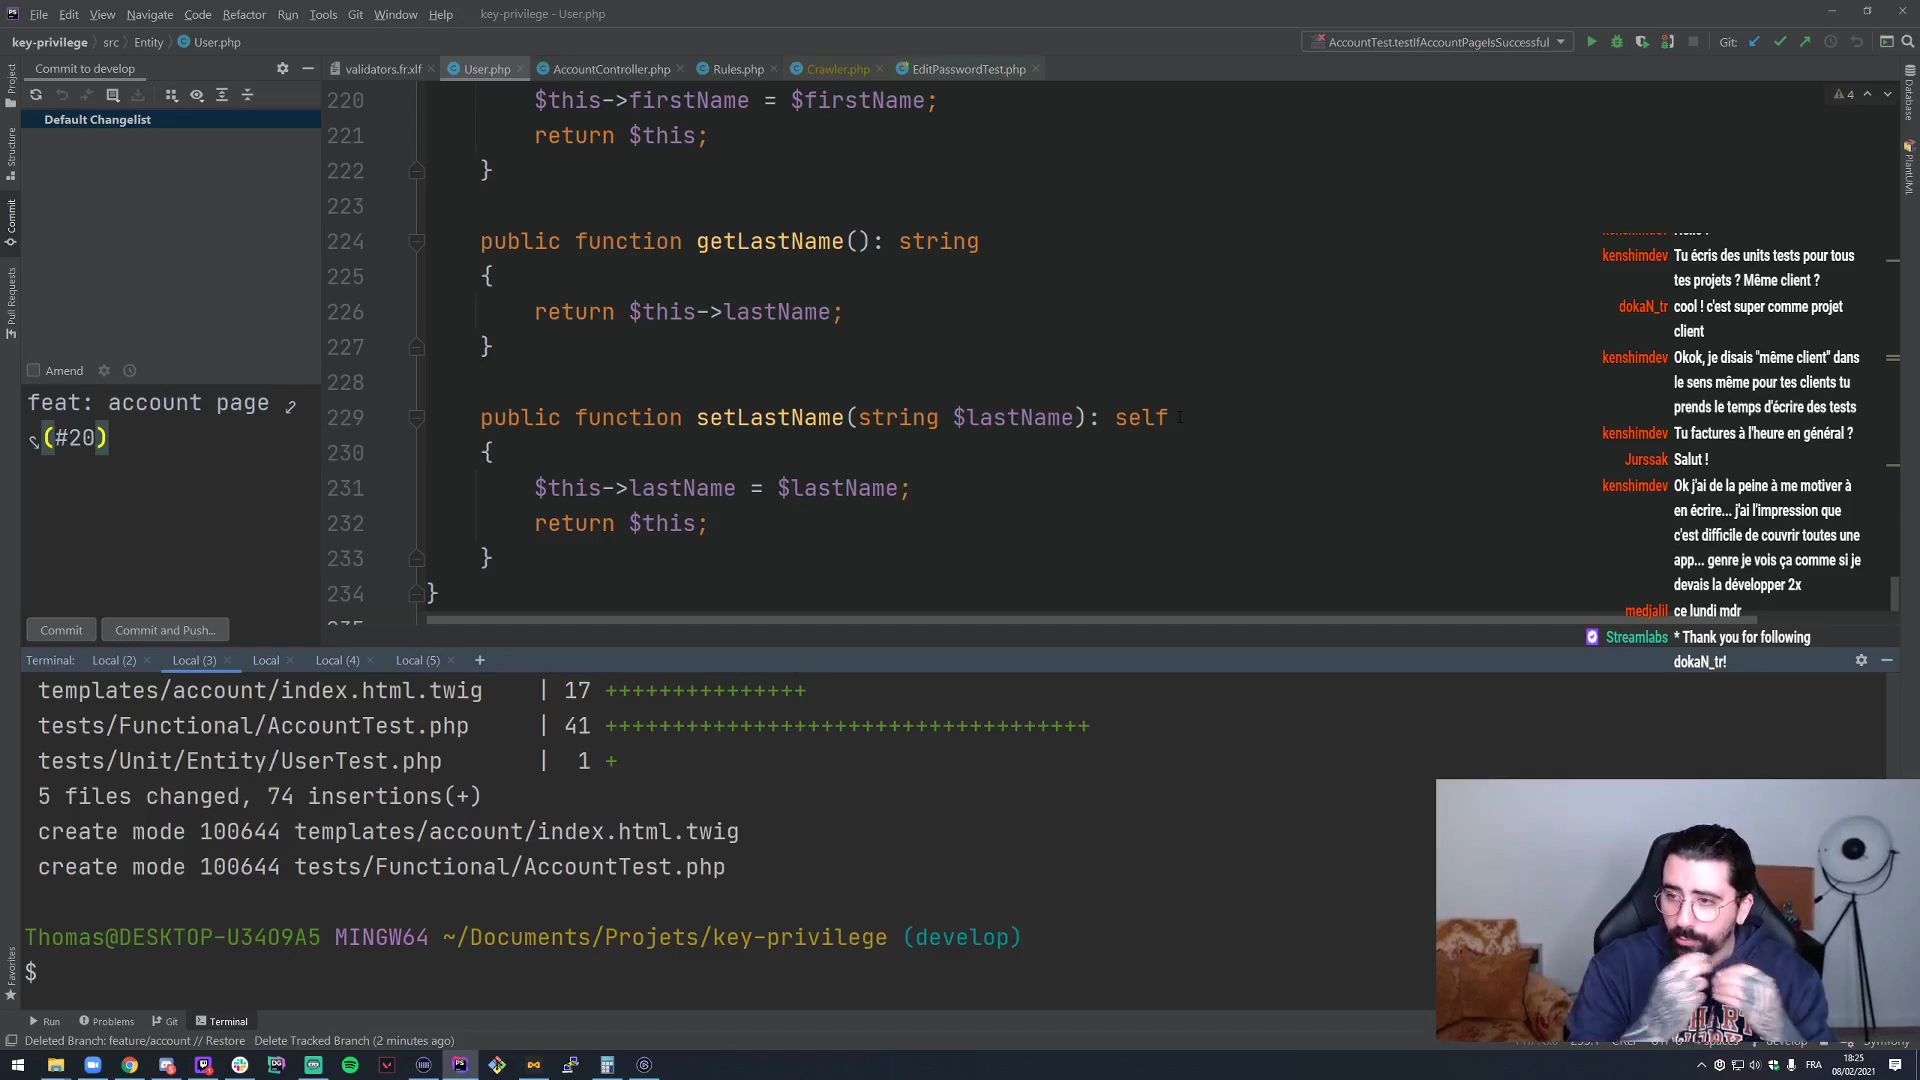 File Edit View Navigate Code Refactor Run Tools Git Window Help key-privilege - User.php
key-privilege src Entity User.php AccountTest.testIfAccountPageIsSuccessful Git:
Commit to develop
validators.fr.xlf User.php AccountController.php Rules.php Crawler.php EditPasswordTest.php
Default Changelist
4
Project
Structure
Commit
Pull Requests
Favorites
Database
PlantUML
220 $this->firstName = $firstName;
221 return $this;
222 }
223
224 public function getLastName(): string
225 {
226 return $this->lastName;
227 }
228
229 public function setLastName(string $lastName): self
230 {
231 $this->lastName = $lastName;
232 return $this;
233 }
234 }
Amend
feat: account page
(#20)
Commit Commit and Push...
kenshimdev
kenshimdev Tu écris des units tests pour tous
tes projets ? Même client ?
dokaN_tr cool ! c'est super comme projet
client
kenshimdev Okok, je disais "même client" dans
le sens même pour tes clients tu
prends le temps d'écrire des tests
kenshimdev Tu factures à l'heure en général ?
Jurssak Salut !
kenshimdev Ok j'ai de la peine à me motiver à
en écrire... j'ai l'impression que
c'est difficile de couvrir toutes une
app... genre je vois ça comme si je
devais la développer 2x
medjalil ce lundi mdr
Streamlabs * Thank you for following
dokaN_tr!
Terminal: Local (2) Local (3) Local Local (4) Local (5) +
templates/account/index.html.twig | 17 +++++++++++++++
tests/Functional/AccountTest.php | 41 ++++++++++++++++++++++++++++++++++++
tests/Unit/Entity/UserTest.php | 1 +
5 files changed, 74 insertions(+)
create mode 100644 templates/account/index.html.twig
create mode 100644 tests/Functional/AccountTest.php
Thomas@DESKTOP-U34O9A5 MINGW64 ~/Documents/Projets/key-privilege (develop)
$
Run Problems Git Terminal
Deleted Branch: feature/account // Restore Delete Tracked Branch (2 minutes ago)
FRA 18:25
08/02/2021